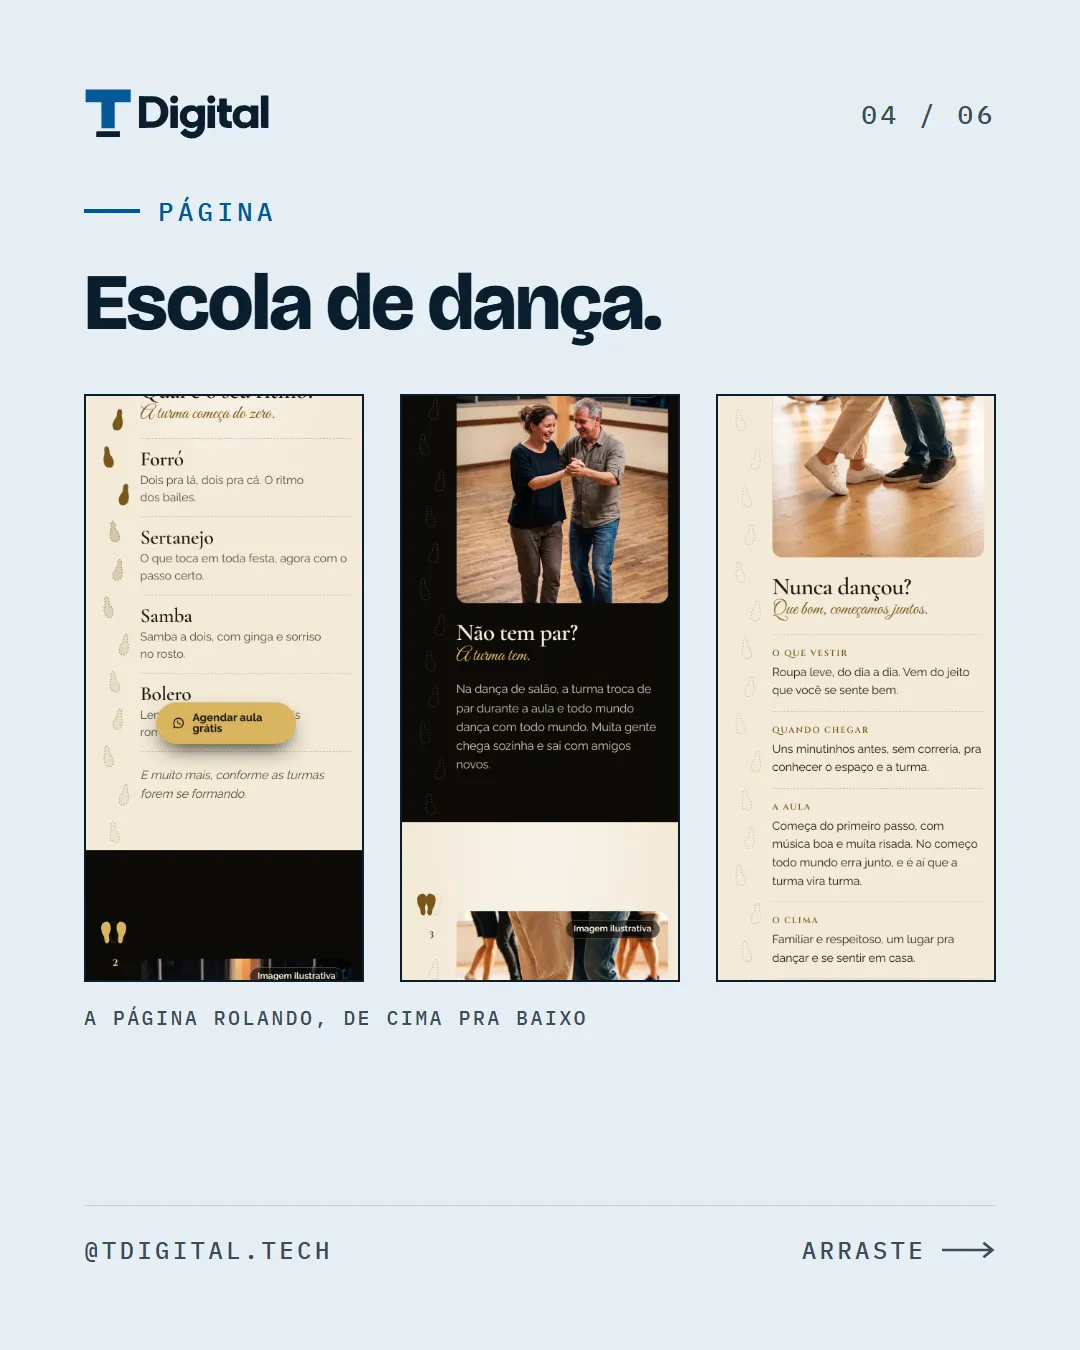 T Digital
04 / 06
PÁGINA
Escola de dança.
Qual é o seu ritmo?
A turma começa do zero.
Forró
Dois pra lá, dois pra cá. O ritmo
dos bailes.
Sertanejo
O que toca em toda festa, agora com o
passo certo.
Samba
Samba a dois, com ginga e sorriso
no rosto.
Bolero
Agendar aula
grátis
E muito mais, conforme as turmas
forem se formando.
2
Imagem ilustrativa
Não tem par?
A turma tem.
Na dança de salão, a turma troca de
par durante a aula e todo mundo
dança com todo mundo. Muita gente
chega sozinha e sai com amigos
novos.
3
Imagem ilustrativa
Nunca dançou?
Que bom, começamos juntos.
O QUE VESTIR
Roupa leve, do dia a dia. Vem do jeito
que você se sente bem.
QUANDO CHEGAR
Uns minutinhos antes, sem correria, pra
conhecer o espaço e a turma.
A AULA
Começa do primeiro passo, com
música boa e muita risada. No começo
todo mundo erra junto, e é aí que a
turma vira turma.
O CLIMA
Familiar e respeitoso, um lugar pra
dançar e se sentir em casa.
A PÁGINA ROLANDO, DE CIMA PRA BAIXO
@TDIGITAL.TECH
ARRASTE